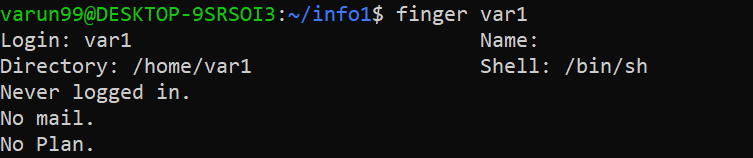 varun99@DESKTOP-9SRSOI3:~/info1$ finger var1
Login: var1 Name:
Directory: /home/var1 Shell: /bin/sh
Never logged in.
No mail.
No Plan.